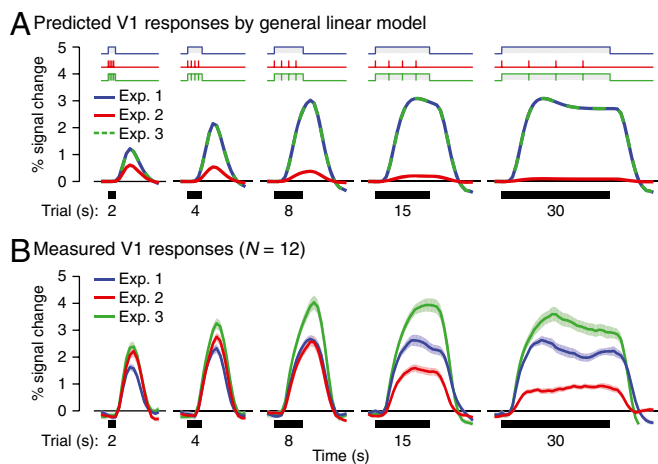 A Predicted V1 responses by general linear model
% signal change
5
4
3
2
1
0
Exp. 1
Exp. 2
Exp. 3
Trial (s): 2 4 8 15 30
B Measured V1 responses (N = 12)
% signal change
5
4
3
2
1
0
Exp. 1
Exp. 2
Exp. 3
Trial (s): 2 4 8 15 30
Time (s)